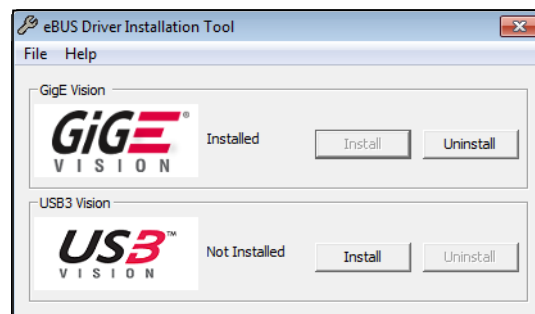 eBUS Driver Installation Tool
File Help
GigE Vision
GiGE® VISION
Installed
Install
Uninstall
USB3 Vision
USB3™ VISION
Not Installed
Install
Uninstall